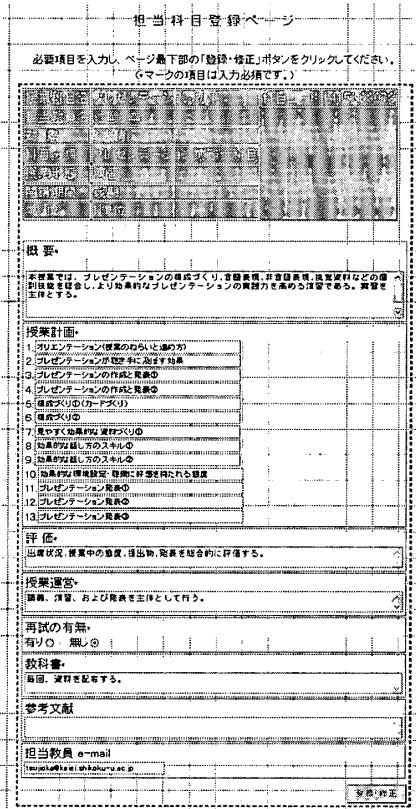 担当科目登録ページ
必要項目を入力し、ページ最下部の「登録・修正」ボタンをクリックしてください。
(・マークの項目は入力必須です。)
概 要・
本授業では、プレゼンテーションの構成づくり、言語表現、非言語表現、視覚資料などの個
別技能を総合し、より効果的なプレゼンテーションの実践力を高める演習である。実習を
主体とする。
授業計画・
1. オリエンテーション(授業のねらいと進め方)
2. プレゼンテーションが聴き手に及ぼす効果
3. プレゼンテーションの作成と発表①
4. プレゼンテーションの作成と発表②
5. 構成づくり①(カードづくり)
6. 構成づくり②
7. 見やすく効果的な資料づくり①
8. 効果的な話し方のスキル①
9. 効果的な話し方のスキル②
10. 効果的な環境設定・聴衆に好感を持たれる態度
11. プレゼンテーション発表①
12. プレゼンテーション発表②
13. プレゼンテーション発表③
評 価・
出席状況、授業中の態度、提出物、発表を総合的に評価する。
授業運営・
講義、演習、および発表を主体として行う。
再試の有無・
有り 無し
教科書・
毎回、資料を配布する。
参考文献
担当教員 e-mail
登録・修正